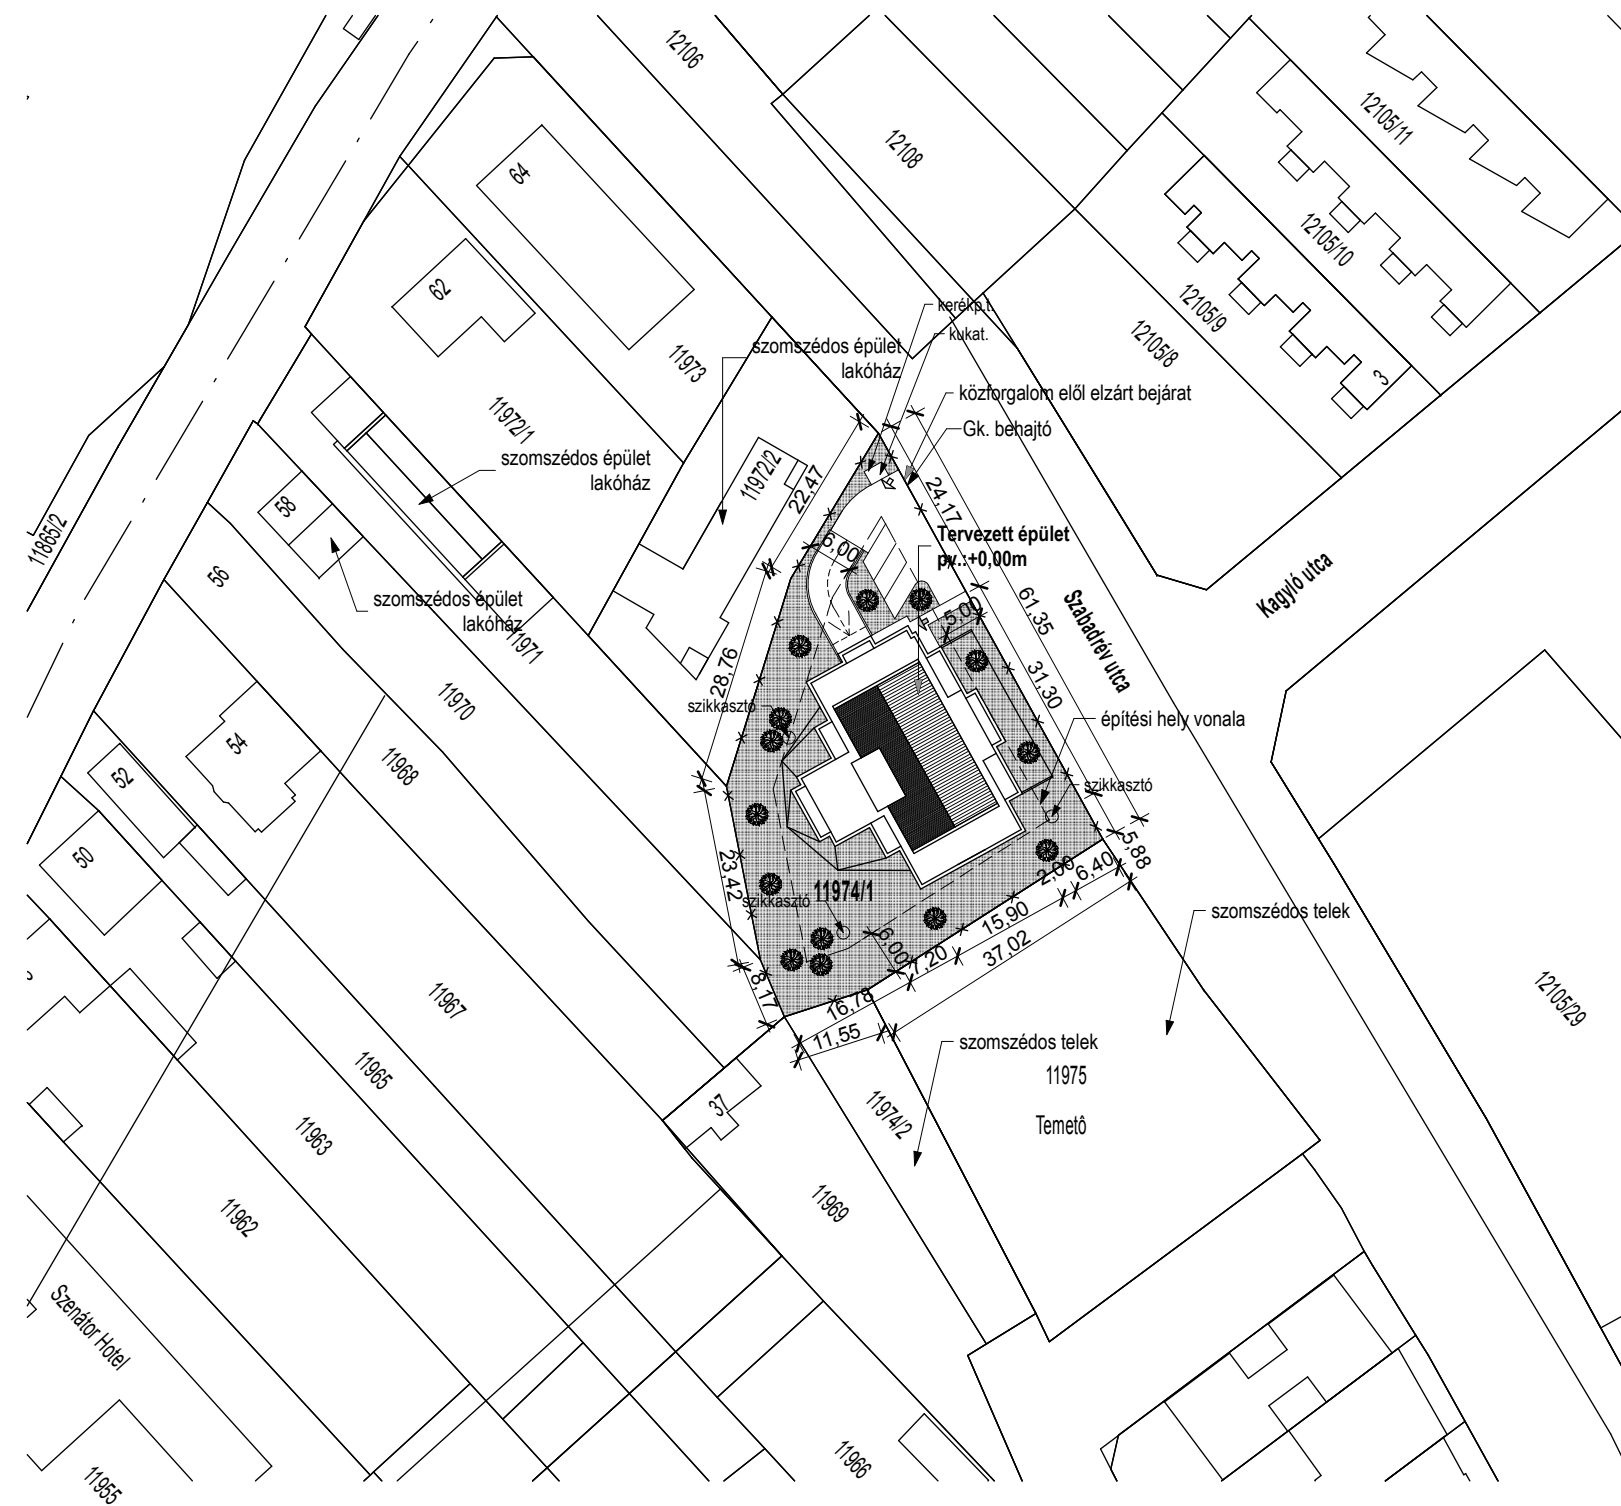 12106
12108
12105/11
12105/10
12105/9
12105/8
3
64
62
11973
11972/1
11972/2
kerékp.t.
kukat.
szomszédos épület
lakóház
közforgalom elől elzárt bejárat
Gk. behajtó
szomszédos épület
lakóház
22,47
24,17
6,00
Tervezett épület
pv.:+0,00m
11865/2
58
56
szomszédos épület
lakóház
11971
5,00
61,35
Szabadrév utca
Kagyló utca
28,76
31,30
szikkasztó
11970
építési hely vonala
54
52
11968
szikkasztó
50
23,42
11974/1
szikkasztó
2,00
6,40
5,88
szomszédos telek
15,90
37,02
6,00
7,20
8,17
16,78
11,55
11967
12105/29
szomszédos telek
11975
Temetô
11965
37
11974/2
11963
11962
11969
Szenátor Hotel
11955
11966